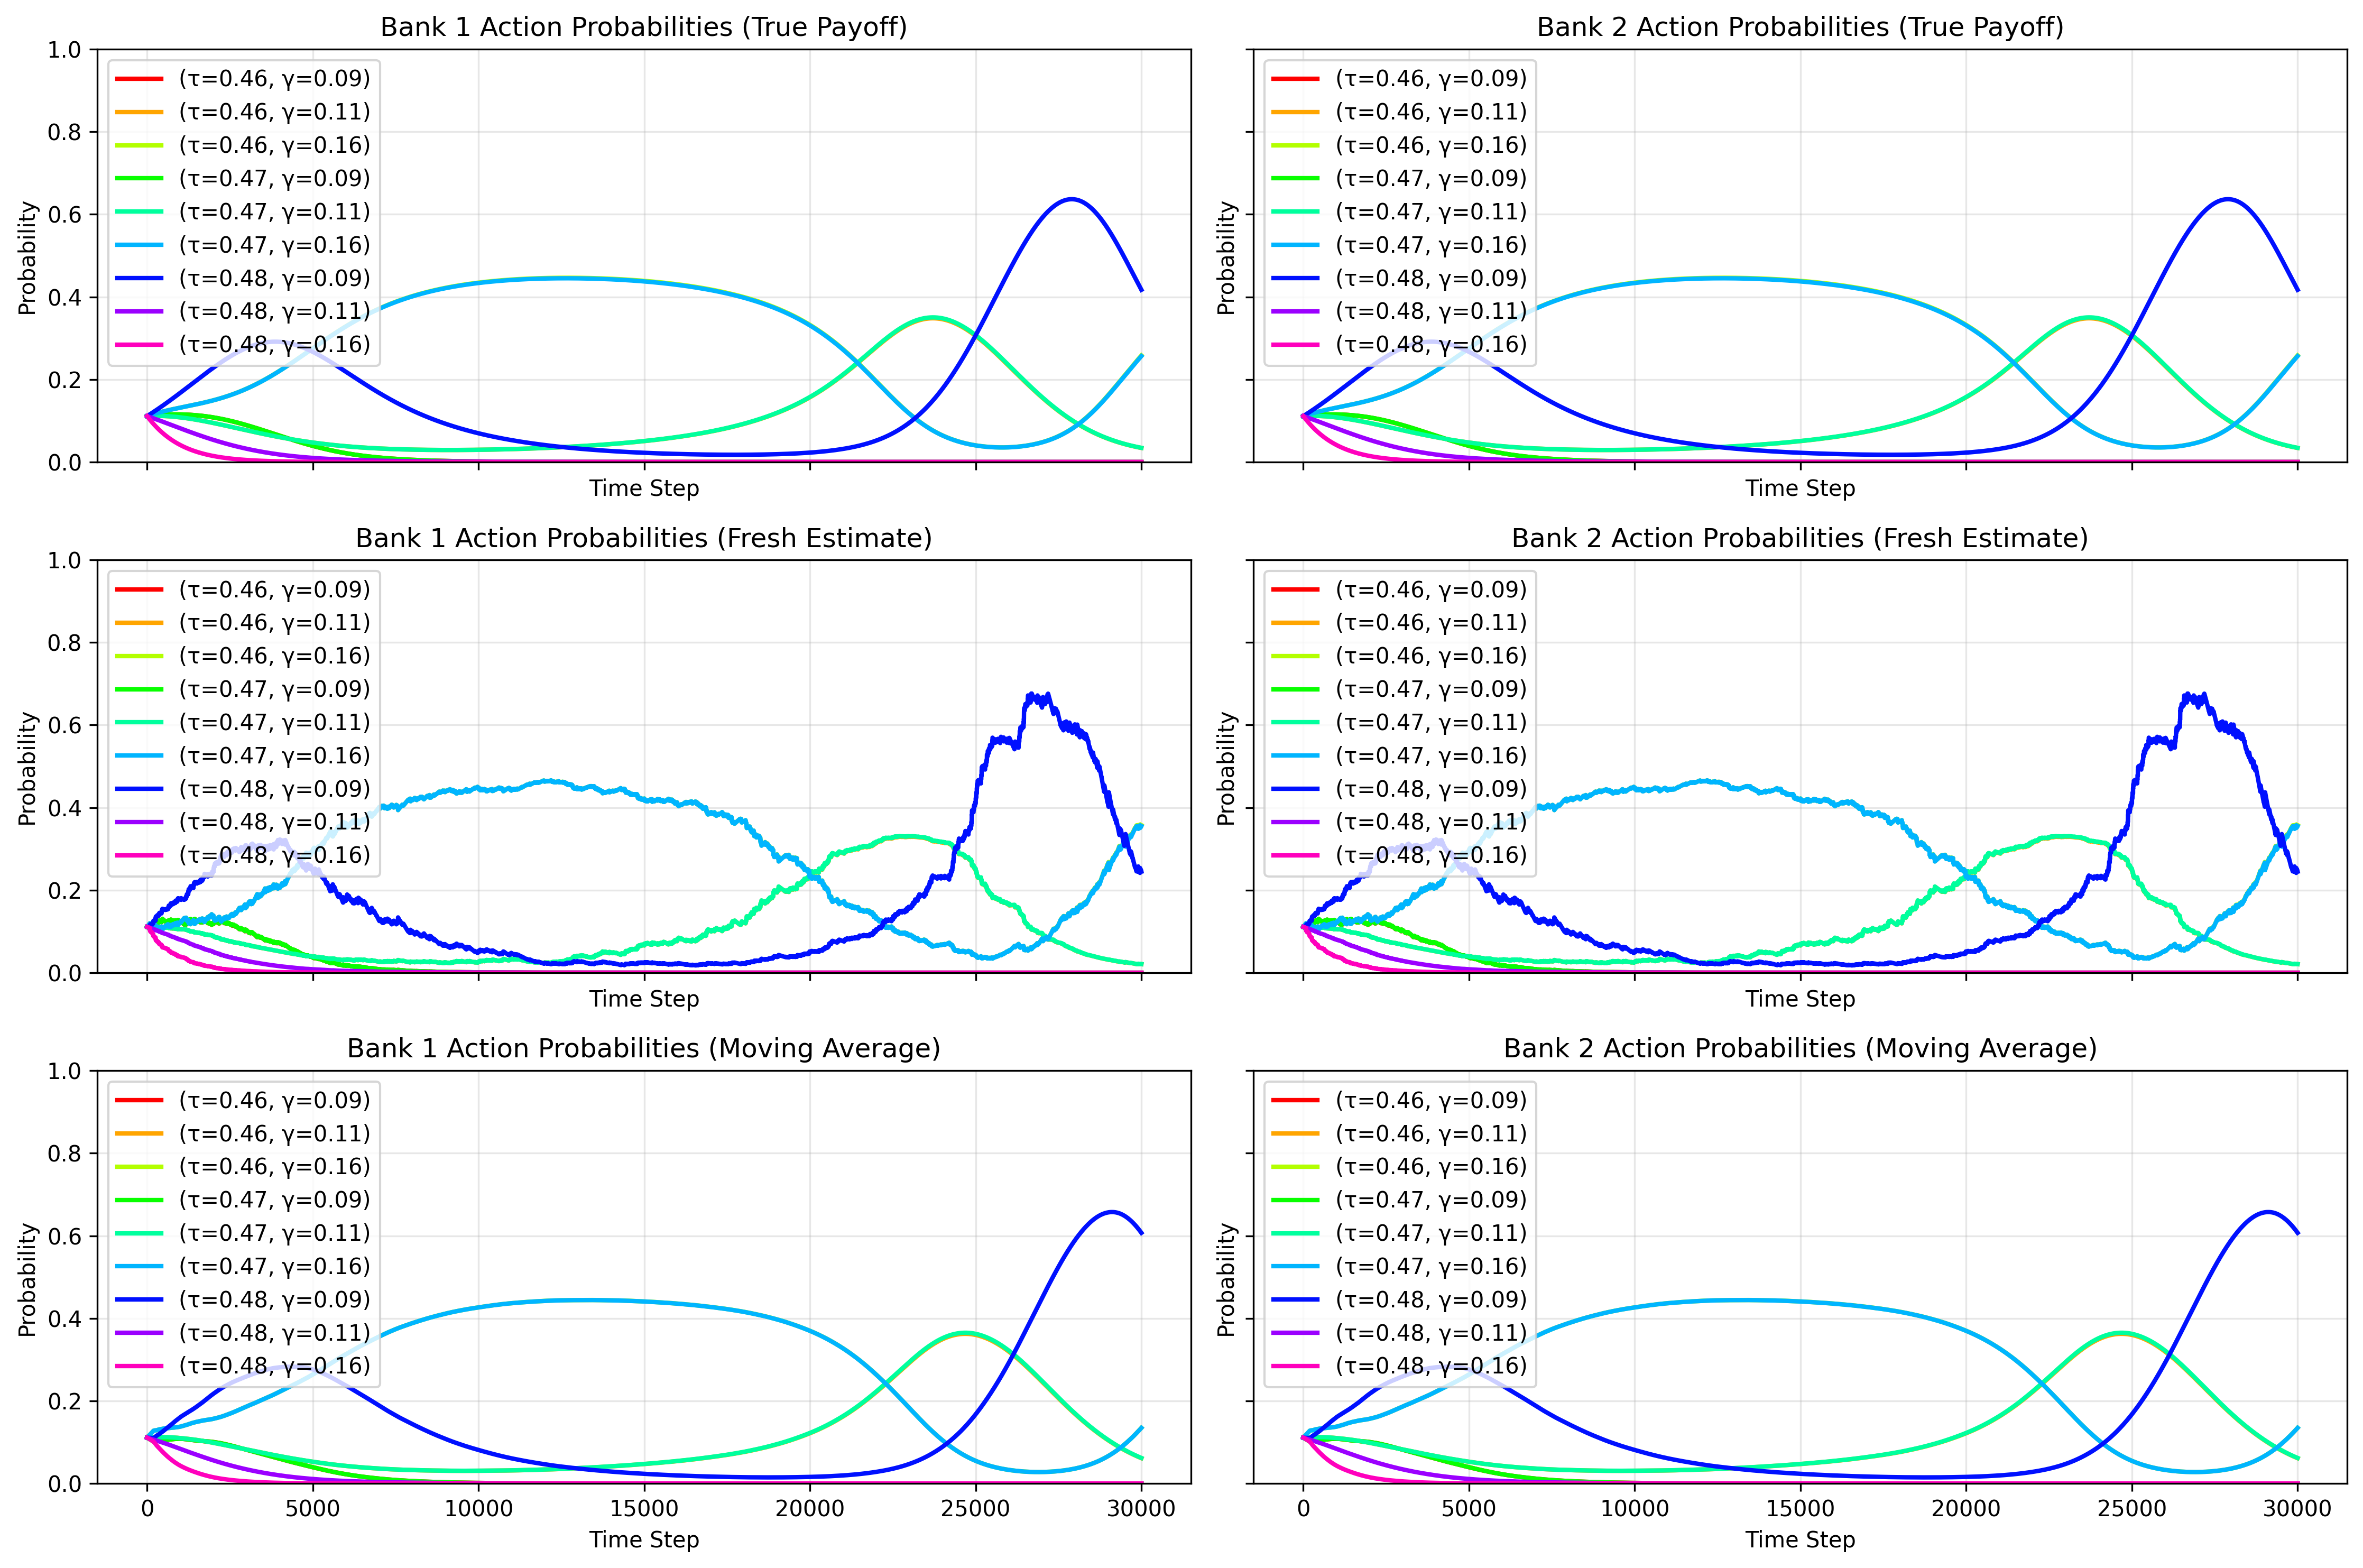 Bank 1 Action Probabilities (True Payoff)
1.0
0.8
0.6
0.4
0.2
0.0
Probability
(τ=0.46, γ=0.09)
(τ=0.46, γ=0.11)
(τ=0.46, γ=0.16)
(τ=0.47, γ=0.09)
(τ=0.47, γ=0.11)
(τ=0.47, γ=0.16)
(τ=0.48, γ=0.09)
(τ=0.48, γ=0.11)
(τ=0.48, γ=0.16)
Time Step
Bank 2 Action Probabilities (True Payoff)
Probability
(τ=0.46, γ=0.09)
(τ=0.46, γ=0.11)
(τ=0.46, γ=0.16)
(τ=0.47, γ=0.09)
(τ=0.47, γ=0.11)
(τ=0.47, γ=0.16)
(τ=0.48, γ=0.09)
(τ=0.48, γ=0.11)
(τ=0.48, γ=0.16)
Time Step
Bank 1 Action Probabilities (Fresh Estimate)
1.0
0.8
0.6
0.4
0.2
0.0
Probability
(τ=0.46, γ=0.09)
(τ=0.46, γ=0.11)
(τ=0.46, γ=0.16)
(τ=0.47, γ=0.09)
(τ=0.47, γ=0.11)
(τ=0.47, γ=0.16)
(τ=0.48, γ=0.09)
(τ=0.48, γ=0.11)
(τ=0.48, γ=0.16)
Time Step
Bank 2 Action Probabilities (Fresh Estimate)
Probability
(τ=0.46, γ=0.09)
(τ=0.46, γ=0.11)
(τ=0.46, γ=0.16)
(τ=0.47, γ=0.09)
(τ=0.47, γ=0.11)
(τ=0.47, γ=0.16)
(τ=0.48, γ=0.09)
(τ=0.48, γ=0.11)
(τ=0.48, γ=0.16)
Time Step
Bank 1 Action Probabilities (Moving Average)
1.0
0.8
0.6
0.4
0.2
0.0
Probability
(τ=0.46, γ=0.09)
(τ=0.46, γ=0.11)
(τ=0.46, γ=0.16)
(τ=0.47, γ=0.09)
(τ=0.47, γ=0.11)
(τ=0.47, γ=0.16)
(τ=0.48, γ=0.09)
(τ=0.48, γ=0.11)
(τ=0.48, γ=0.16)
0 5000 10000 15000 20000 25000 30000
Time Step
Bank 2 Action Probabilities (Moving Average)
Probability
(τ=0.46, γ=0.09)
(τ=0.46, γ=0.11)
(τ=0.46, γ=0.16)
(τ=0.47, γ=0.09)
(τ=0.47, γ=0.11)
(τ=0.47, γ=0.16)
(τ=0.48, γ=0.09)
(τ=0.48, γ=0.11)
(τ=0.48, γ=0.16)
0 5000 10000 15000 20000 25000 30000
Time Step